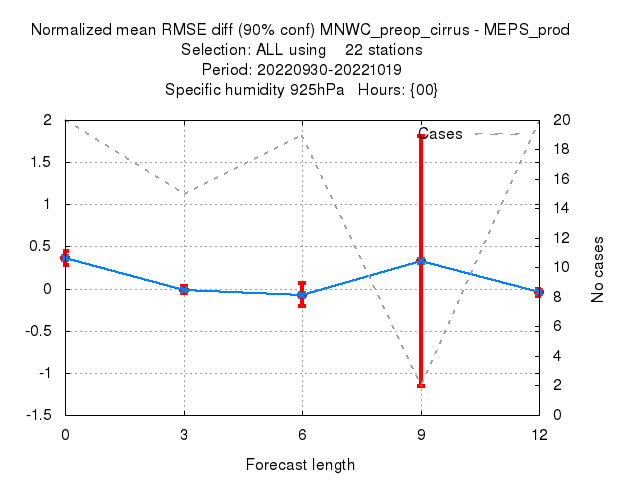 Normalized mean RMSE diff (90% conf) MNWC_preop_cirrus - MEPS_prod
Selection: ALL using    22 stations
Period: 20220930-20221019
Specific humidity 925hPa   Hours: {00}
Cases
2
1.5
1
0.5
0
-0.5
-1
-1.5
20
18
16
14
12
10
8
6
4
2
0
No cases
0 3 6 9 12
Forecast length